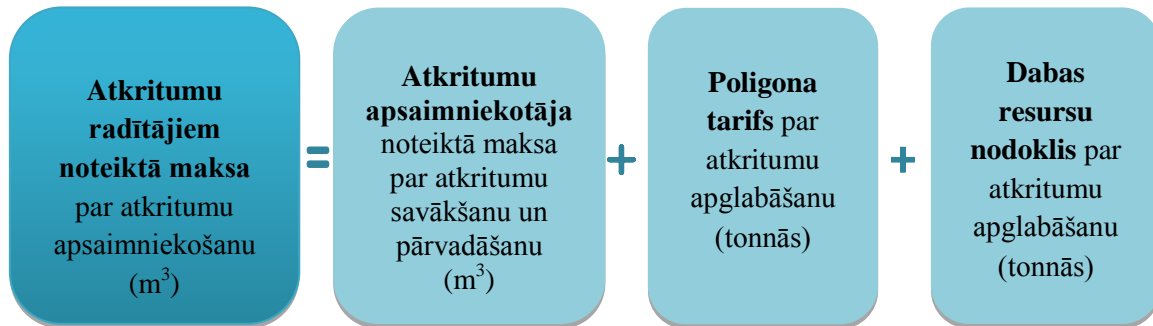 Atkritumu
radītājiem
noteiktā maksa
par atkritumu
apsaimniekošanu
(m³)
=
Atkritumu
apsaimniekotāja
noteiktā maksa
par atkritumu
savākšanu un
pārvadāšanu
(m³)
+
Poligona
tarifs par
atkritumu
apglabāšanu
(tonnās)
+
Dabas
resursu
nodoklis par
atkritumu
apglabāšanu
(tonnās)